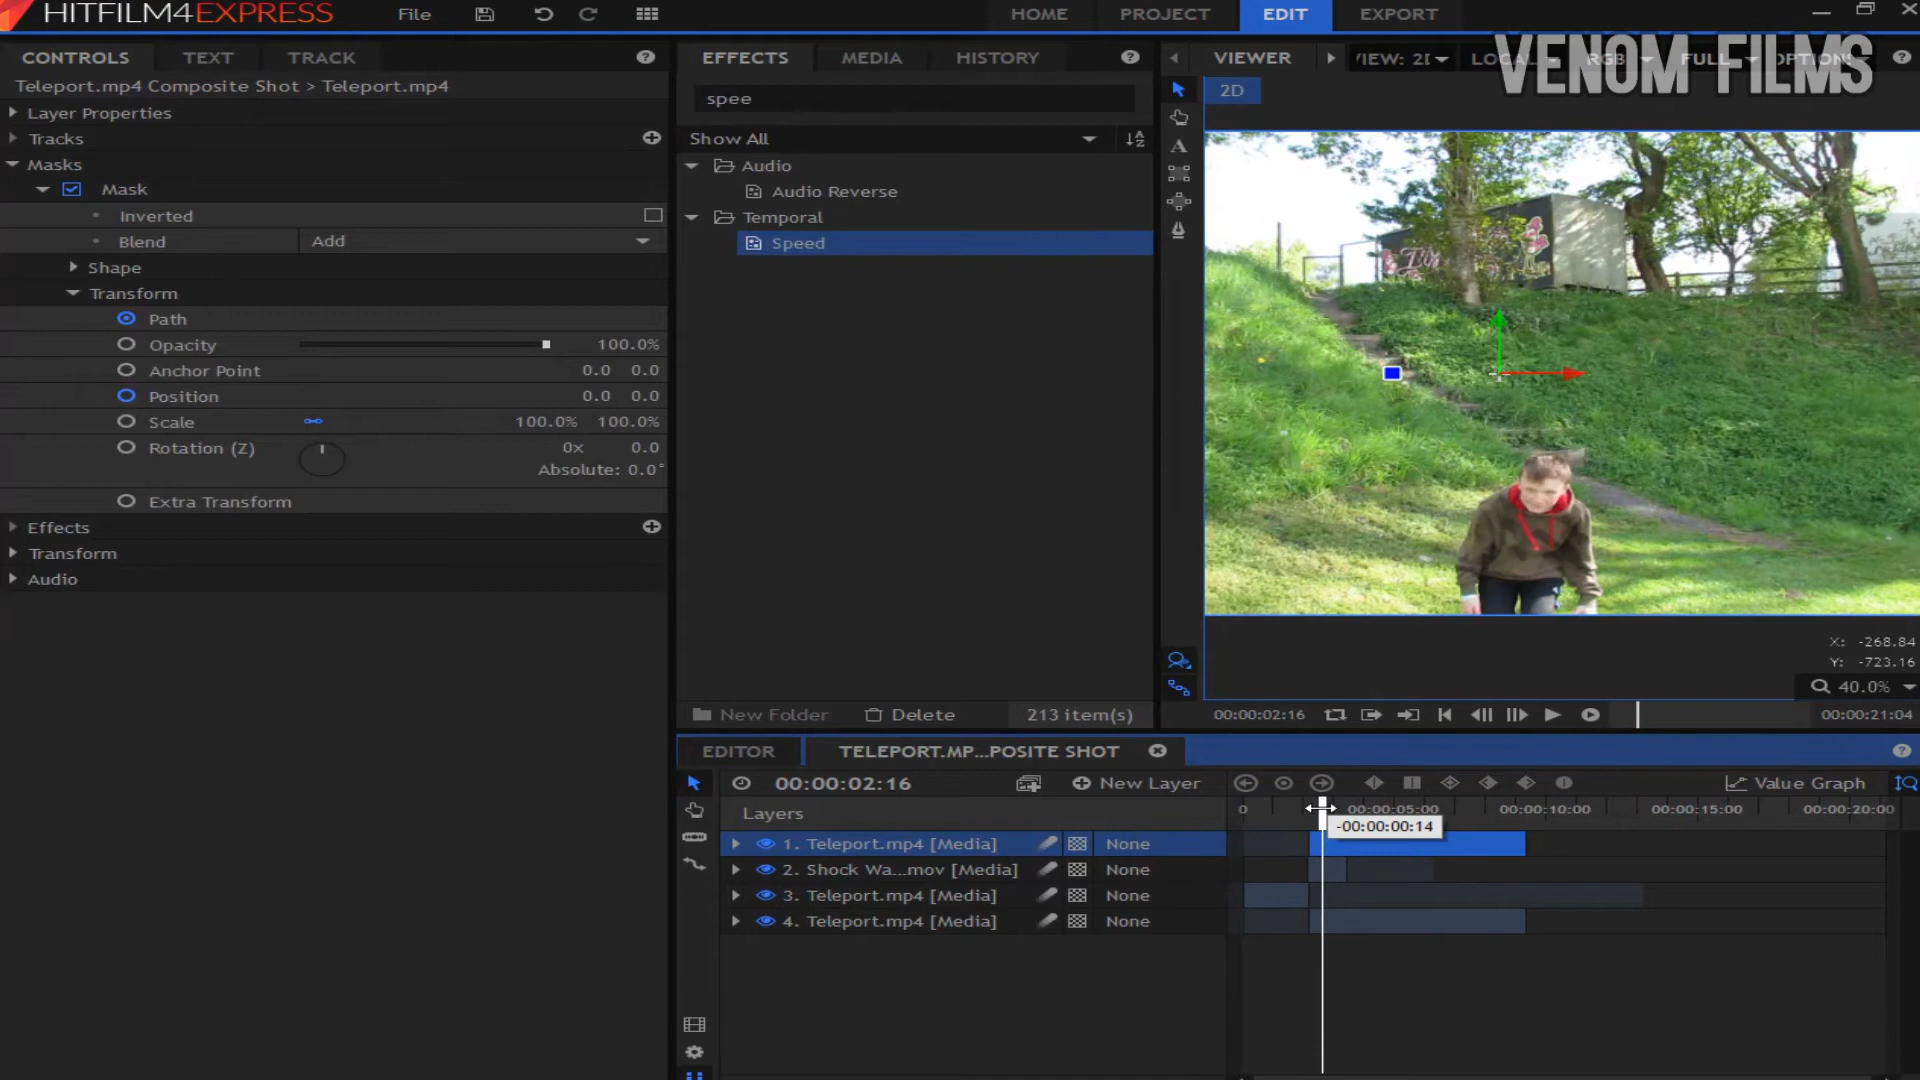 HITFILM4EXPRESS File HOME PROJECT EDIT EXPORT
CONTROLS TEXT TRACK
Teleport.mp4 Composite Shot > Teleport.mp4
Layer Properties
Tracks
Masks
Mask
Inverted
Blend Add
Shape
Transform
Path
Opacity 100.0%
Anchor Point 0.0 0.0
Position 0.0 0.0
Scale 100.0% 100.0%
Rotation (Z) 0x 0.0
Absolute: 0.0°
Extra Transform
Effects
Transform
Audio
EFFECTS MEDIA HISTORY
spee
Show All
Audio
Audio Reverse
Temporal
Speed
New Folder Delete 213 item(s)
VIEWER FULL
VENOM FILMS
2D
X: -268.84
Y: -723.16
40.0%
00:00:02:16 00:00:21:04
EDITOR TELEPORT.MP...POSITE SHOT
00:00:02:16 New Layer Value Graph
Layers 0 00:00:05:00 00:00:10:00 00:00:15:00 00:00:20:00
-00:00:00:14
1. Teleport.mp4 [Media] None
2. Shock Wa...mov [Media] None
3. Teleport.mp4 [Media] None
4. Teleport.mp4 [Media] None